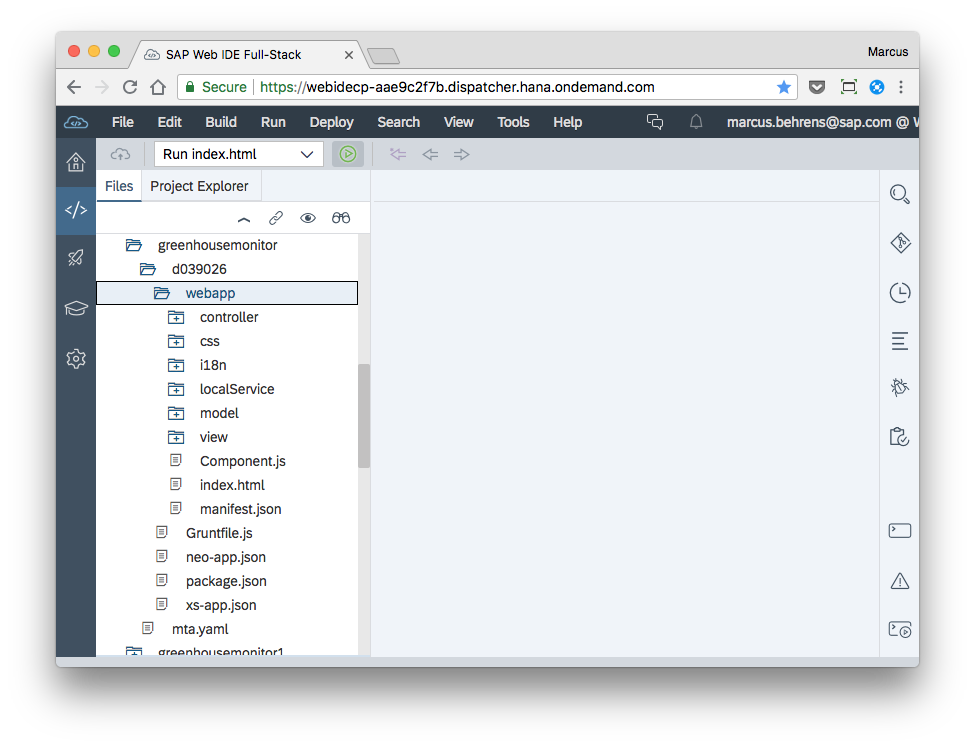 SAP Web IDE Full-Stack
Marcus
Secure https://webidecp-aae9c2f7b.dispatcher.hana.ondemand.com
File Edit Build Run Deploy Search View Tools Help marcus.behrens@sap.com @ W
Run index.html
Files Project Explorer
greenhousemonitor
d039026
webapp
controller
css
i18n
localService
model
view
Component.js
index.html
manifest.json
Gruntfile.js
neo-app.json
package.json
xs-app.json
mta.yaml
greenhousemonitor1